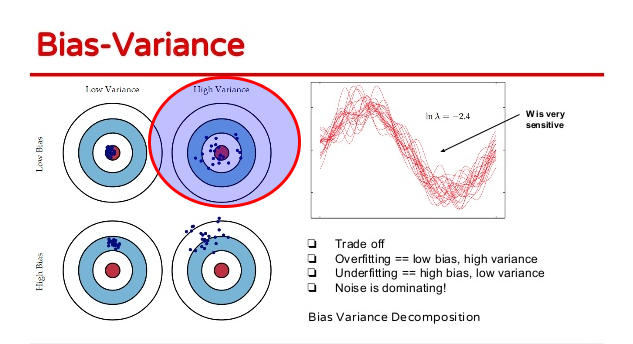 Bias-Variance
Low Variance
High Variance
Low Bias
High Bias
ln λ = −2.4
W is very
sensitive
❏ Trade off
❏ Overfitting == low bias, high variance
❏ Underfitting == high bias, low variance
❏ Noise is dominating!
Bias Variance Decomposition